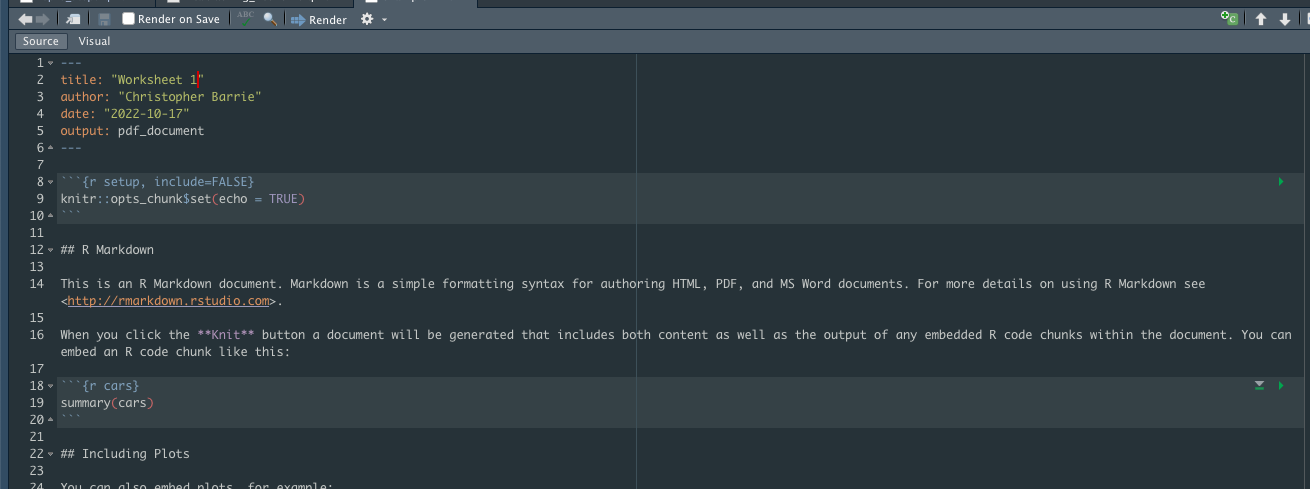 Render on Save
ABC
Render
Source Visual
1 ---
2 title: "Worksheet 1"
3 author: "Christopher Barrie"
4 date: "2022-10-17"
5 output: pdf_document
6 ---
7
8 ```{r setup, include=FALSE}
9 knitr::opts_chunk$set(echo = TRUE)
10 ```
11
12 ## R Markdown
13
14 This is an R Markdown document. Markdown is a simple formatting syntax for authoring HTML, PDF, and MS Word documents. For more details on using R Markdown see
<http://rmarkdown.rstudio.com>.
15
16 When you click the **Knit** button a document will be generated that includes both content as well as the output of any embedded R code chunks within the document. You can
embed an R code chunk like this:
17
18 ```{r cars}
19 summary(cars)
20 ```
21
22 ## Including Plots
23
24 You can also embed plots, for example: